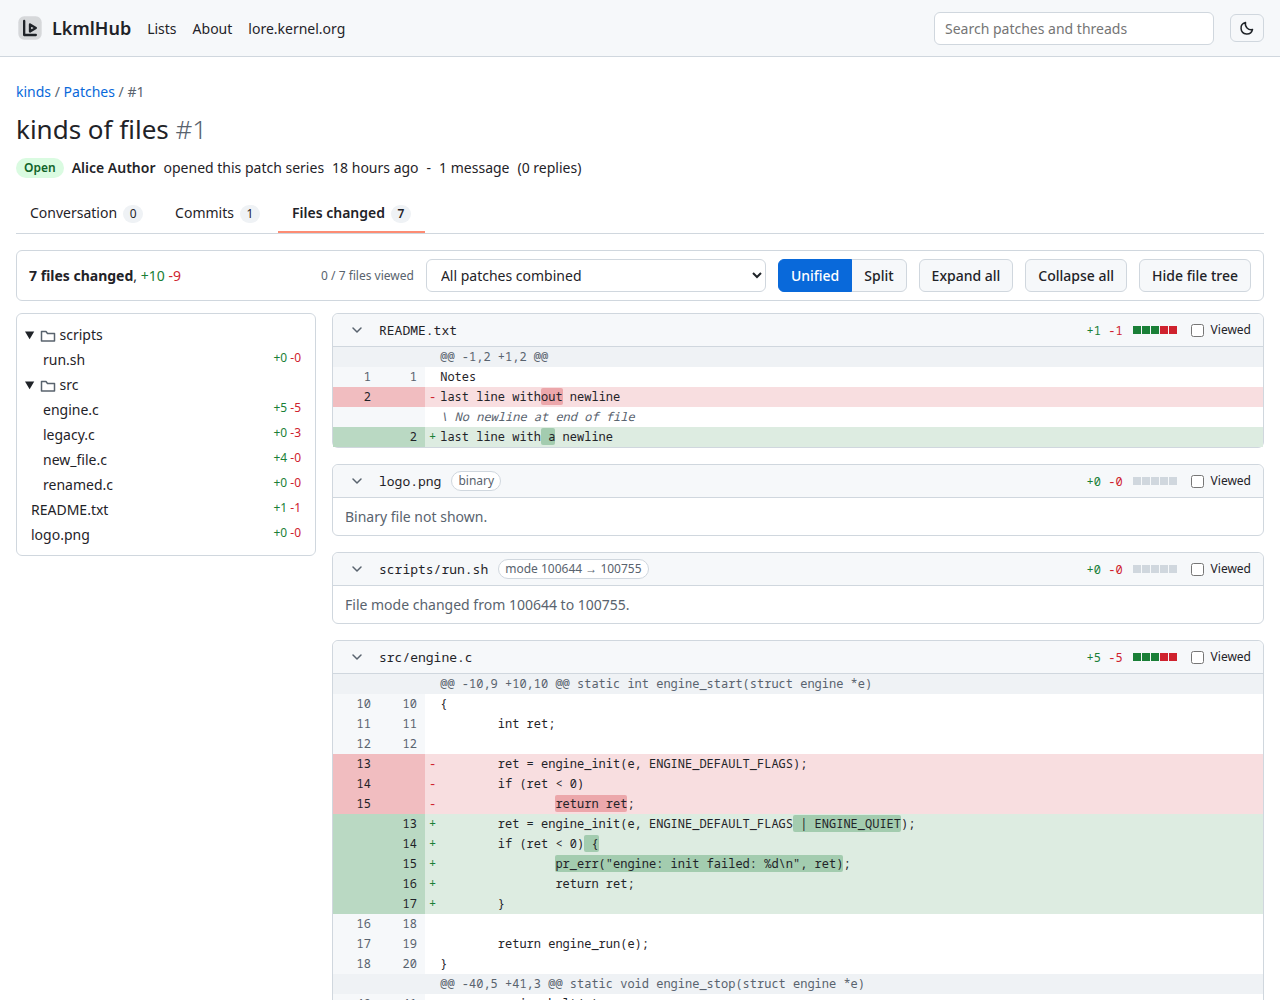 LkmlHub Lists About lore.kernel.org Search patches and threads
kinds / Patches / #1
kinds of files #1
Open Alice Author opened this patch series 18 hours ago - 1 message (0 replies)
Conversation 0 Commits 1 Files changed 7
7 files changed, +10 -9 0 / 7 files viewed All patches combined Unified Split Expand all Collapse all Hide file tree
scripts
run.sh +0 -0
src
engine.c +5 -5
legacy.c +0 -3
new_file.c +4 -0
renamed.c +0 -0
README.txt +1 -1
logo.png +0 -0
README.txt +1 -1 Viewed
@@ -1,2 +1,2 @@
1 1 Notes
2 - last line without newline
\ No newline at end of file
2 + last line with a newline
logo.png binary +0 -0 Viewed
Binary file not shown.
scripts/run.sh mode 100644 → 100755 +0 -0 Viewed
File mode changed from 100644 to 100755.
src/engine.c +5 -5 Viewed
@@ -10,9 +10,10 @@ static int engine_start(struct engine *e)
10 10 {
11 11 int ret;
12 12
13 - ret = engine_init(e, ENGINE_DEFAULT_FLAGS);
14 - if (ret < 0)
15 - return ret;
13 + ret = engine_init(e, ENGINE_DEFAULT_FLAGS | ENGINE_QUIET);
14 + if (ret < 0) {
15 + pr_err("engine: init failed: %d\n", ret);
16 + return ret;
17 + }
16 18
17 19 return engine_run(e);
18 20 }
@@ -40,5 +41,3 @@ static void engine_stop(struct engine *e)